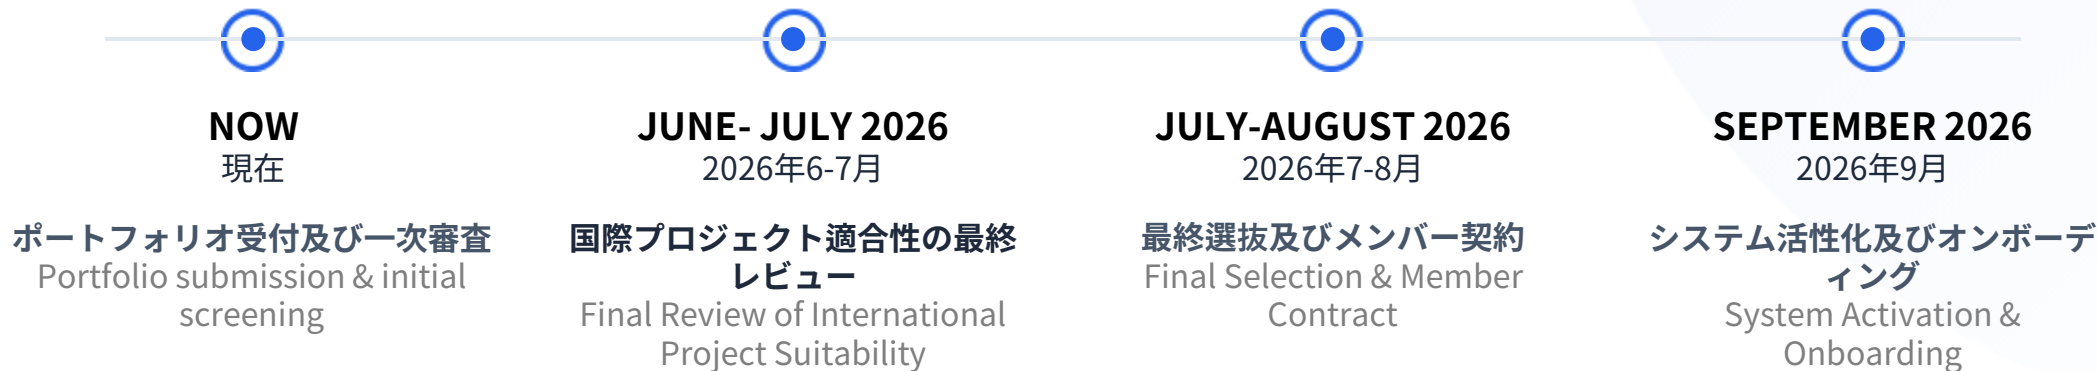 NOW
現在
ポートフォリオ受付及び一次審査
Portfolio submission & initial
screening
JUNE- JULY 2026
2026年6-7月
国際プロジェクト適合性の最終
レビュー
Final Review of International
Project Suitability
JULY-AUGUST 2026
2026年7-8月
最終選抜及びメンバー契約
Final Selection & Member
Contract
SEPTEMBER 2026
2026年9月
システム活性化及びオンボーデ
ィング
System Activation &
Onboarding